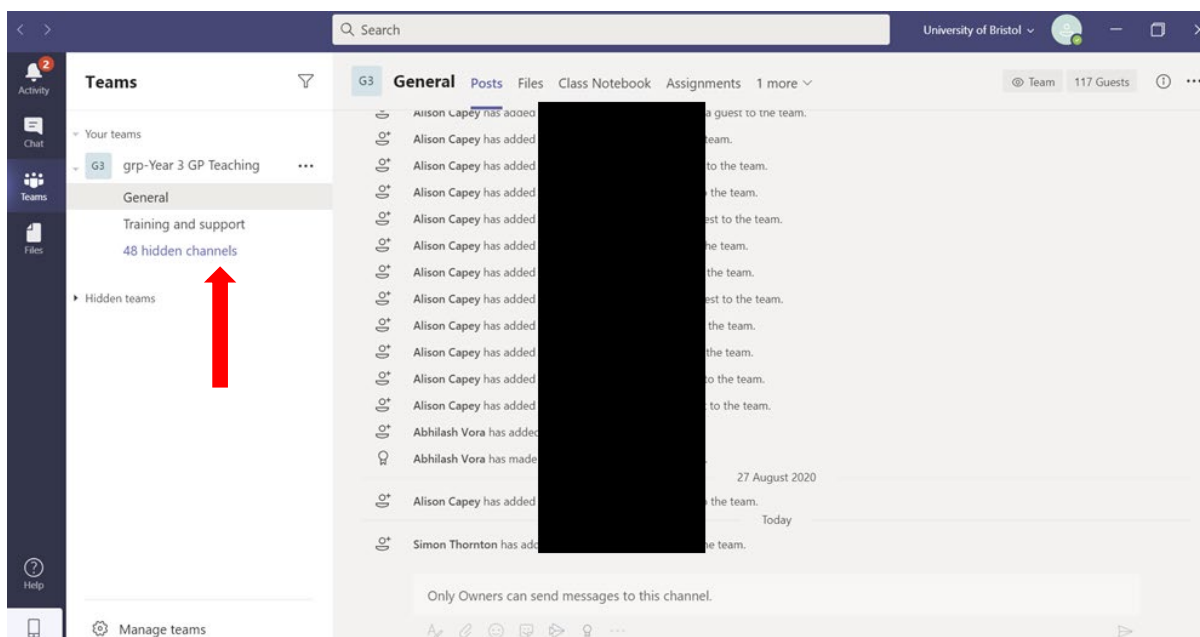 Search
University of Bristol
2
Activity
Chat
Teams
Files
Help
Teams
Your teams
G3 grp-Year 3 GP Teaching ...
General
Training and support
48 hidden channels
Hidden teams
Manage teams
G3 General Posts Files Class Notebook Assignments 1 more
Team 117 Guests
Alison Capey has added a guest to the team.
Alison Capey has added team.
Alison Capey has added to the team.
Alison Capey has added the team.
Alison Capey has added to the team.
Alison Capey has added team.
Alison Capey has added the team.
Alison Capey has added to the team.
Alison Capey has added the team.
Alison Capey has added the team.
Alison Capey has added to the team.
Alison Capey has added to the team.
Abhilash Vora has added
Abhilash Vora has made
27 August 2020
Alison Capey has added the team.
Today
Simon Thornton has team.
Only Owners can send messages to this channel.